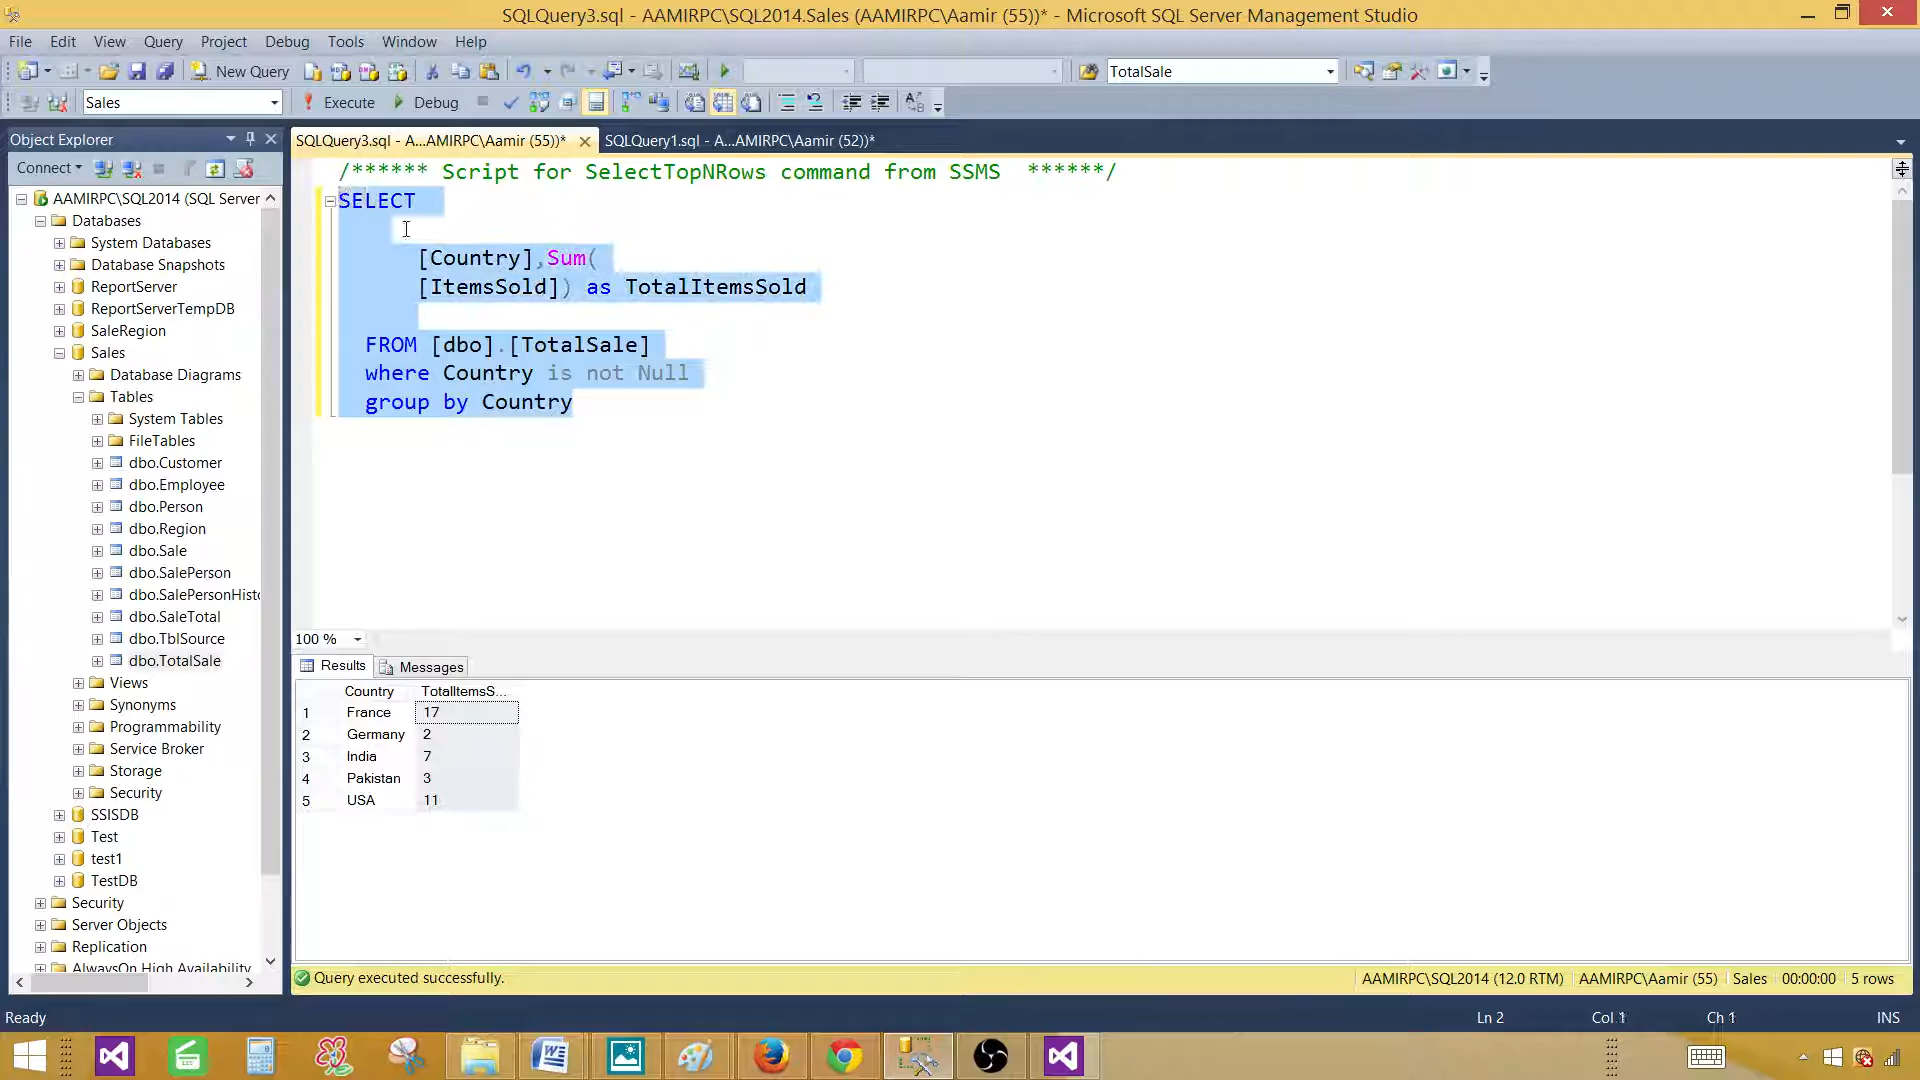 SQLQuery3.sql - AAMIRPC\SQL2014.Sales (AAMIRPC\Aamir (55))* - Microsoft SQL Server Management Studio
File Edit View Query Project Debug Tools Window Help
New Query TotalSale
Sales Execute Debug
Object Explorer
SQLQuery3.sql - A...AMIRPC\Aamir (55))* SQLQuery1.sql - A...AMIRPC\Aamir (52))*
Connect
AAMIRPC\SQL2014 (SQL Server
Databases
System Databases
Database Snapshots
ReportServer
ReportServerTempDB
SaleRegion
Sales
Database Diagrams
Tables
System Tables
FileTables
dbo.Customer
dbo.Employee
dbo.Person
dbo.Region
dbo.Sale
dbo.SalePerson
dbo.SalePersonHisto
dbo.SaleTotal
dbo.TblSource
dbo.TotalSale
Views
Synonyms
Programmability
Service Broker
Storage
Security
SSISDB
Test
test1
TestDB
Security
Server Objects
Replication
AlwaysOn High Availability
/****** Script for SelectTopNRows command from SSMS ******/
SELECT
[Country],Sum(
[ItemsSold]) as TotalItemsSold
FROM [dbo].[TotalSale]
where Country is not Null
group by Country
100 %
Results Messages
Country TotalItemsS...
1 France 17
2 Germany 2
3 India 7
4 Pakistan 3
5 USA 11
Query executed successfully. AAMIRPC\SQL2014 (12.0 RTM) AAMIRPC\Aamir (55) Sales 00:00:00 5 rows
Ready Ln 2 Col 1 Ch 1 INS